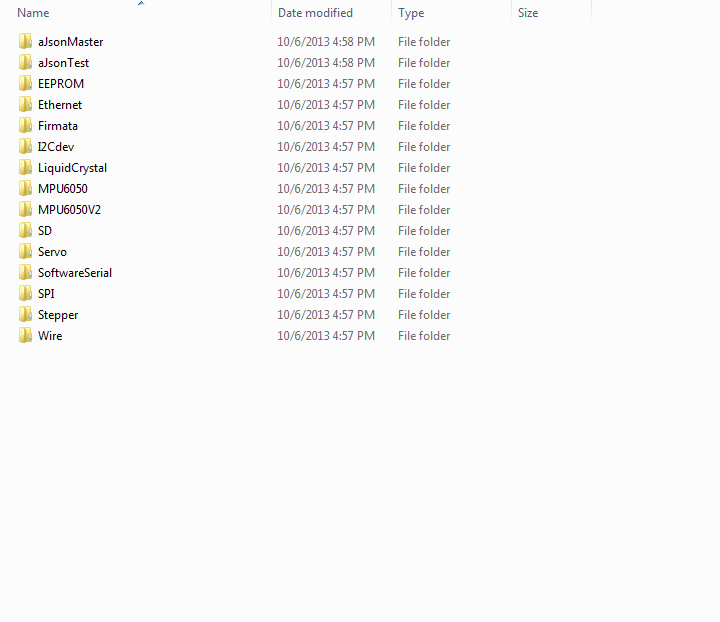 Name Date modified Type Size
aJsonMaster 10/6/2013 4:58 PM File folder
aJsonTest 10/6/2013 4:58 PM File folder
EEPROM 10/6/2013 4:57 PM File folder
Ethernet 10/6/2013 4:57 PM File folder
Firmata 10/6/2013 4:57 PM File folder
I2Cdev 10/6/2013 4:57 PM File folder
LiquidCrystal 10/6/2013 4:57 PM File folder
MPU6050 10/6/2013 4:57 PM File folder
MPU6050V2 10/6/2013 4:57 PM File folder
SD 10/6/2013 4:57 PM File folder
Servo 10/6/2013 4:57 PM File folder
SoftwareSerial 10/6/2013 4:57 PM File folder
SPI 10/6/2013 4:57 PM File folder
Stepper 10/6/2013 4:57 PM File folder
Wire 10/6/2013 4:57 PM File folder